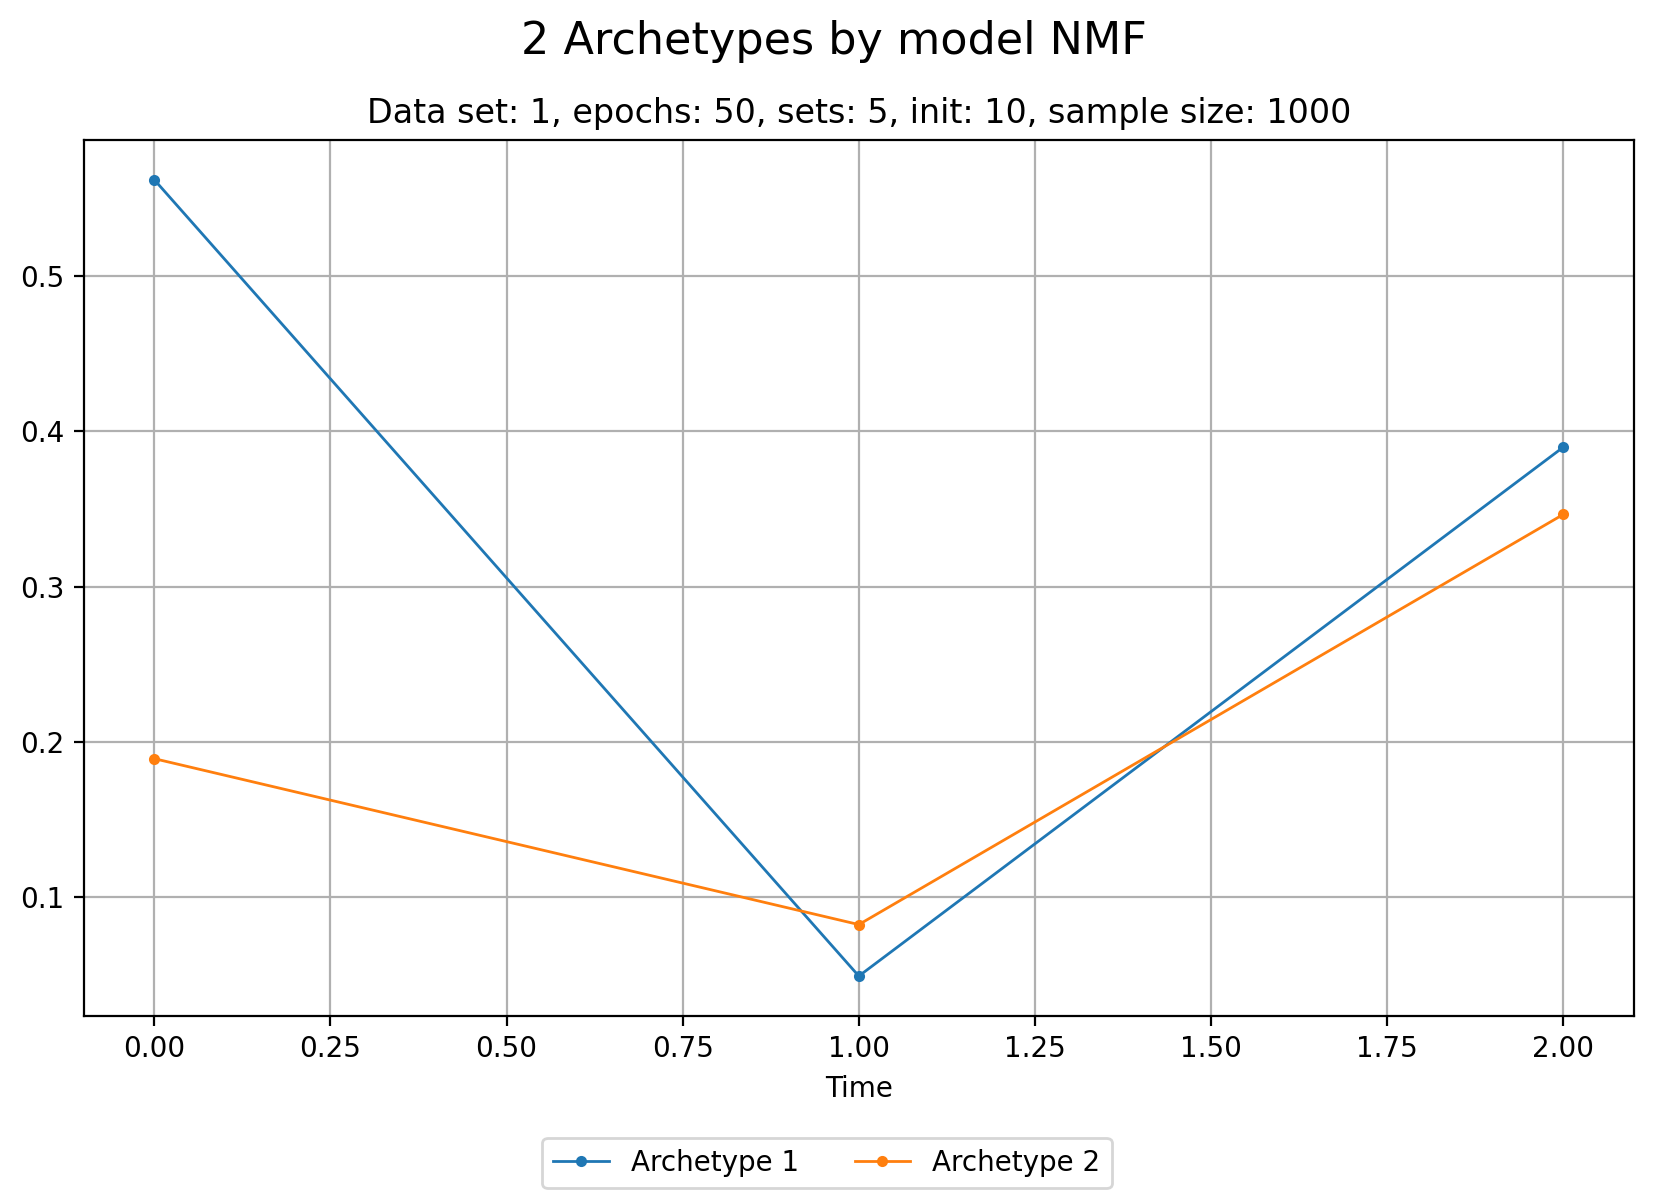 2 Archetypes by model NMF
Data set: 1, epochs: 50, sets: 5, init: 10, sample size: 1000
0.5
0.4
0.3
0.2
0.1
0.00 0.25 0.50 0.75 1.00 1.25 1.50 1.75 2.00
Time
Archetype 1 Archetype 2